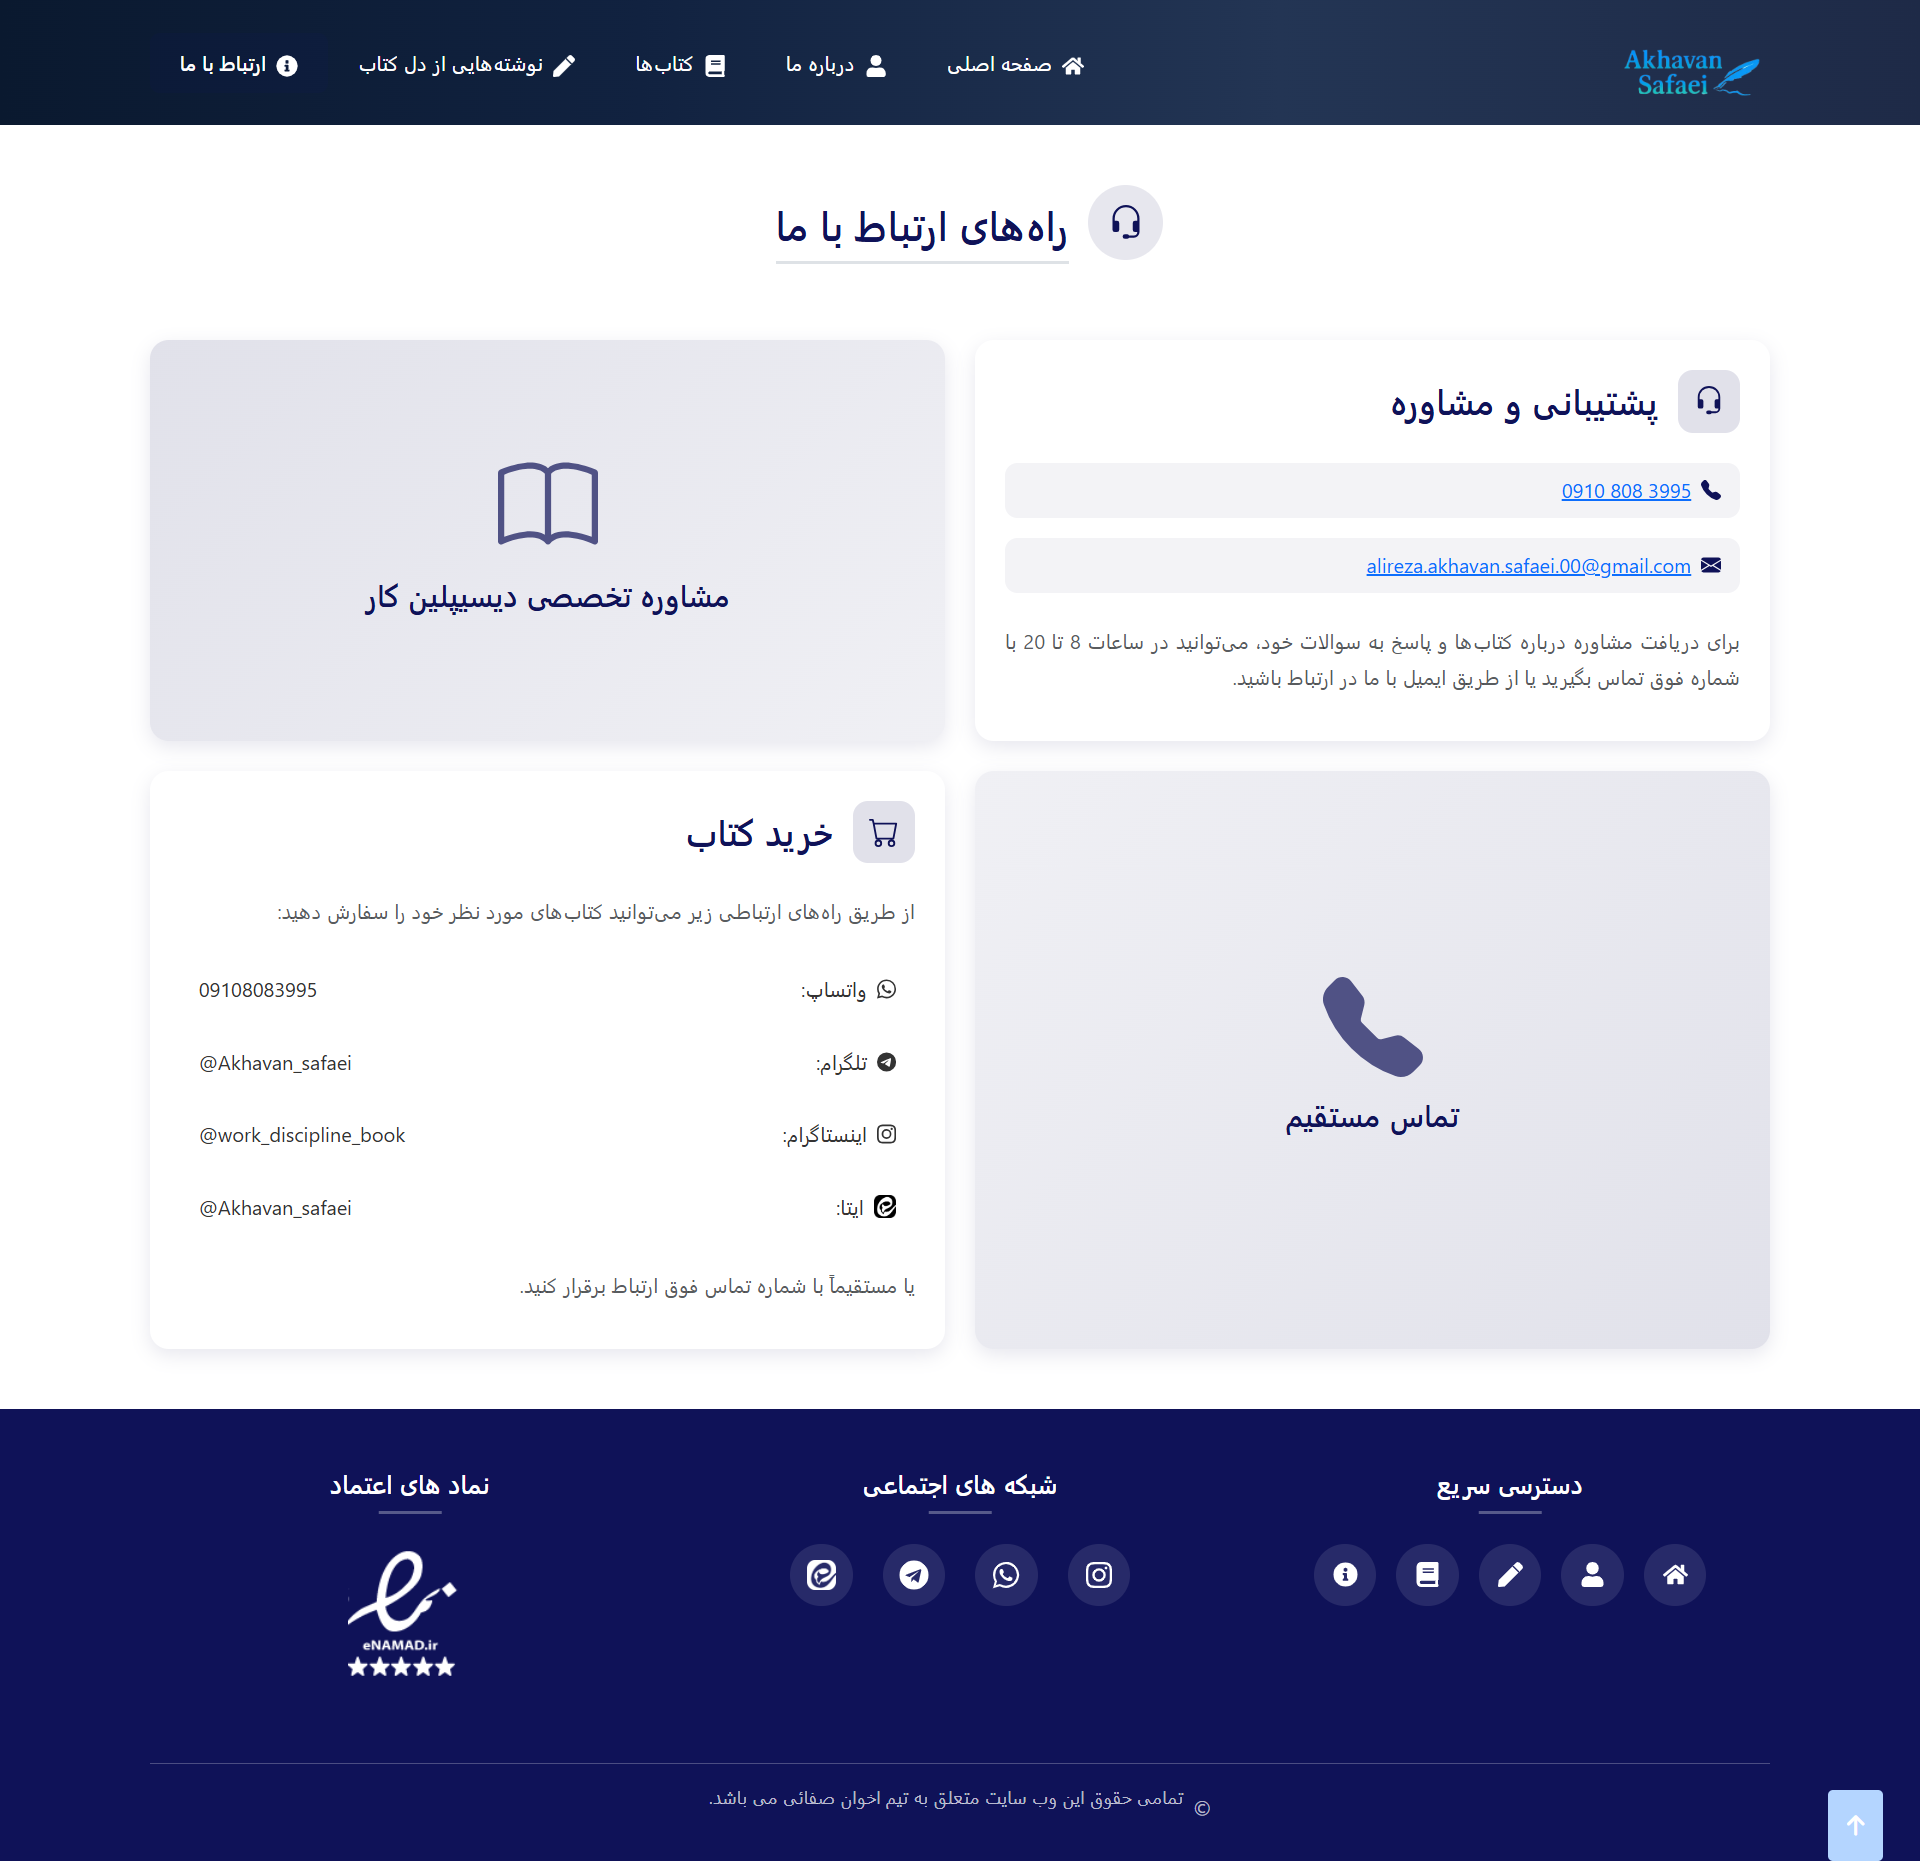 Akhavan
Safaei
صفحه اصلی
درباره ما
کتاب‌ها
نوشته‌هایی از دل کتاب
ارتباط با ما
راه‌های ارتباط با ما
پشتیبانی و مشاوره
0910 808 3995
alireza.akhavan.safaei.00@gmail.com
برای دریافت مشاوره درباره کتاب‌ها و پاسخ به سوالات خود، می‌توانید در ساعات 8 تا 20 با
شماره فوق تماس بگیرید یا از طریق ایمیل با ما در ارتباط باشید.
مشاوره تخصصی دیسیپلین کار
تماس مستقیم
خرید کتاب
از طریق راه‌های ارتباطی زیر می‌توانید کتاب‌های مورد نظر خود را سفارش دهید:
واتساپ: 09108083995
تلگرام: @Akhavan_safaei
اینستاگرام: @work_discipline_book
ایتا: @Akhavan_safaei
یا مستقیماً با شماره تماس فوق ارتباط برقرار کنید.
دسترسی سریع
شبکه های اجتماعی
نماد های اعتماد
eNAMAD.ir
© تمامی حقوق این وب سایت متعلق به تیم اخوان صفائی می باشد.